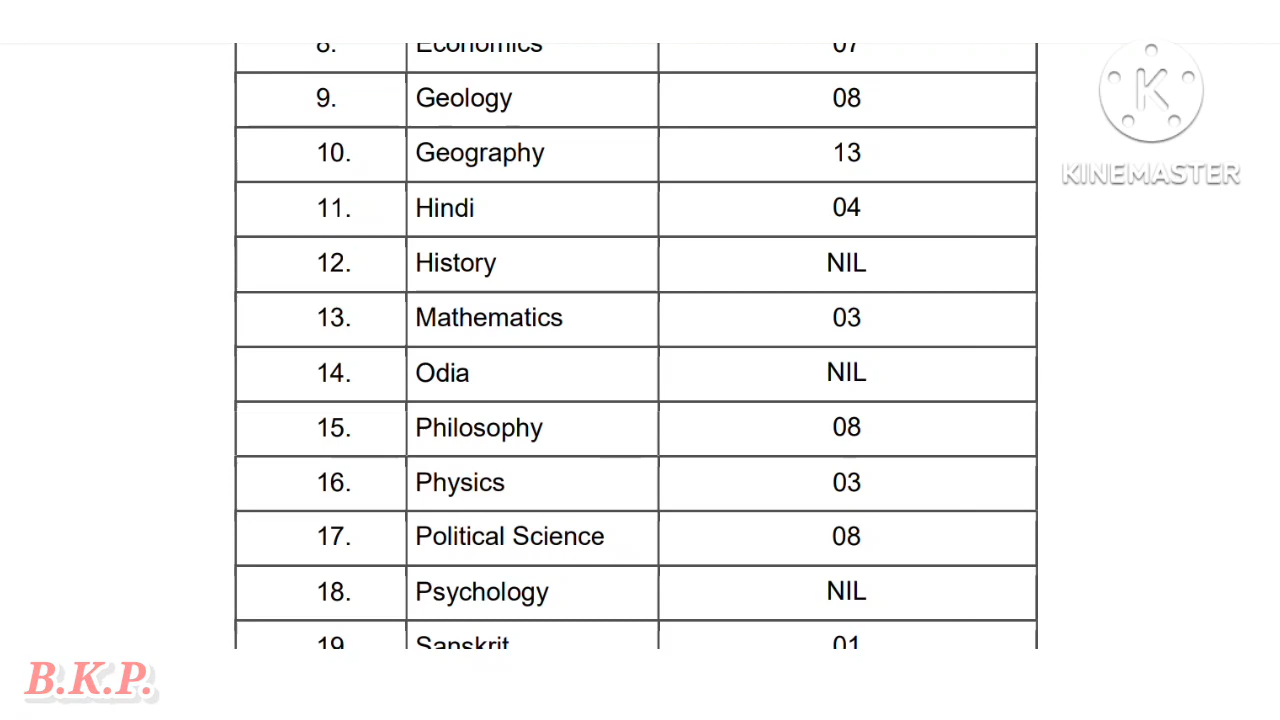 8. Economics 07
9. Geology 08
10. Geography 13
11. Hindi 04
12. History NIL
13. Mathematics 03
14. Odia NIL
15. Philosophy 08
16. Physics 03
17. Political Science 08
18. Psychology NIL
19. Sanskrit 01
K
KINEMASTER
B.K.P.